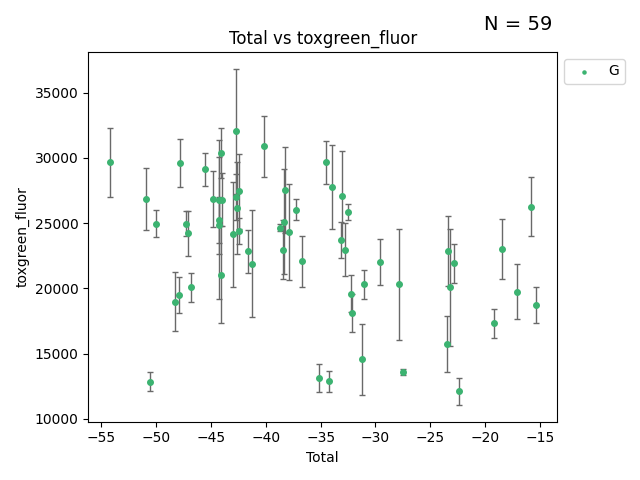 N = 59
Total vs toxgreen_fluor
G
toxgreen_fluor
35000
30000
25000
20000
15000
10000
−55 −50 −45 −40 −35 −30 −25 −20 −15
Total